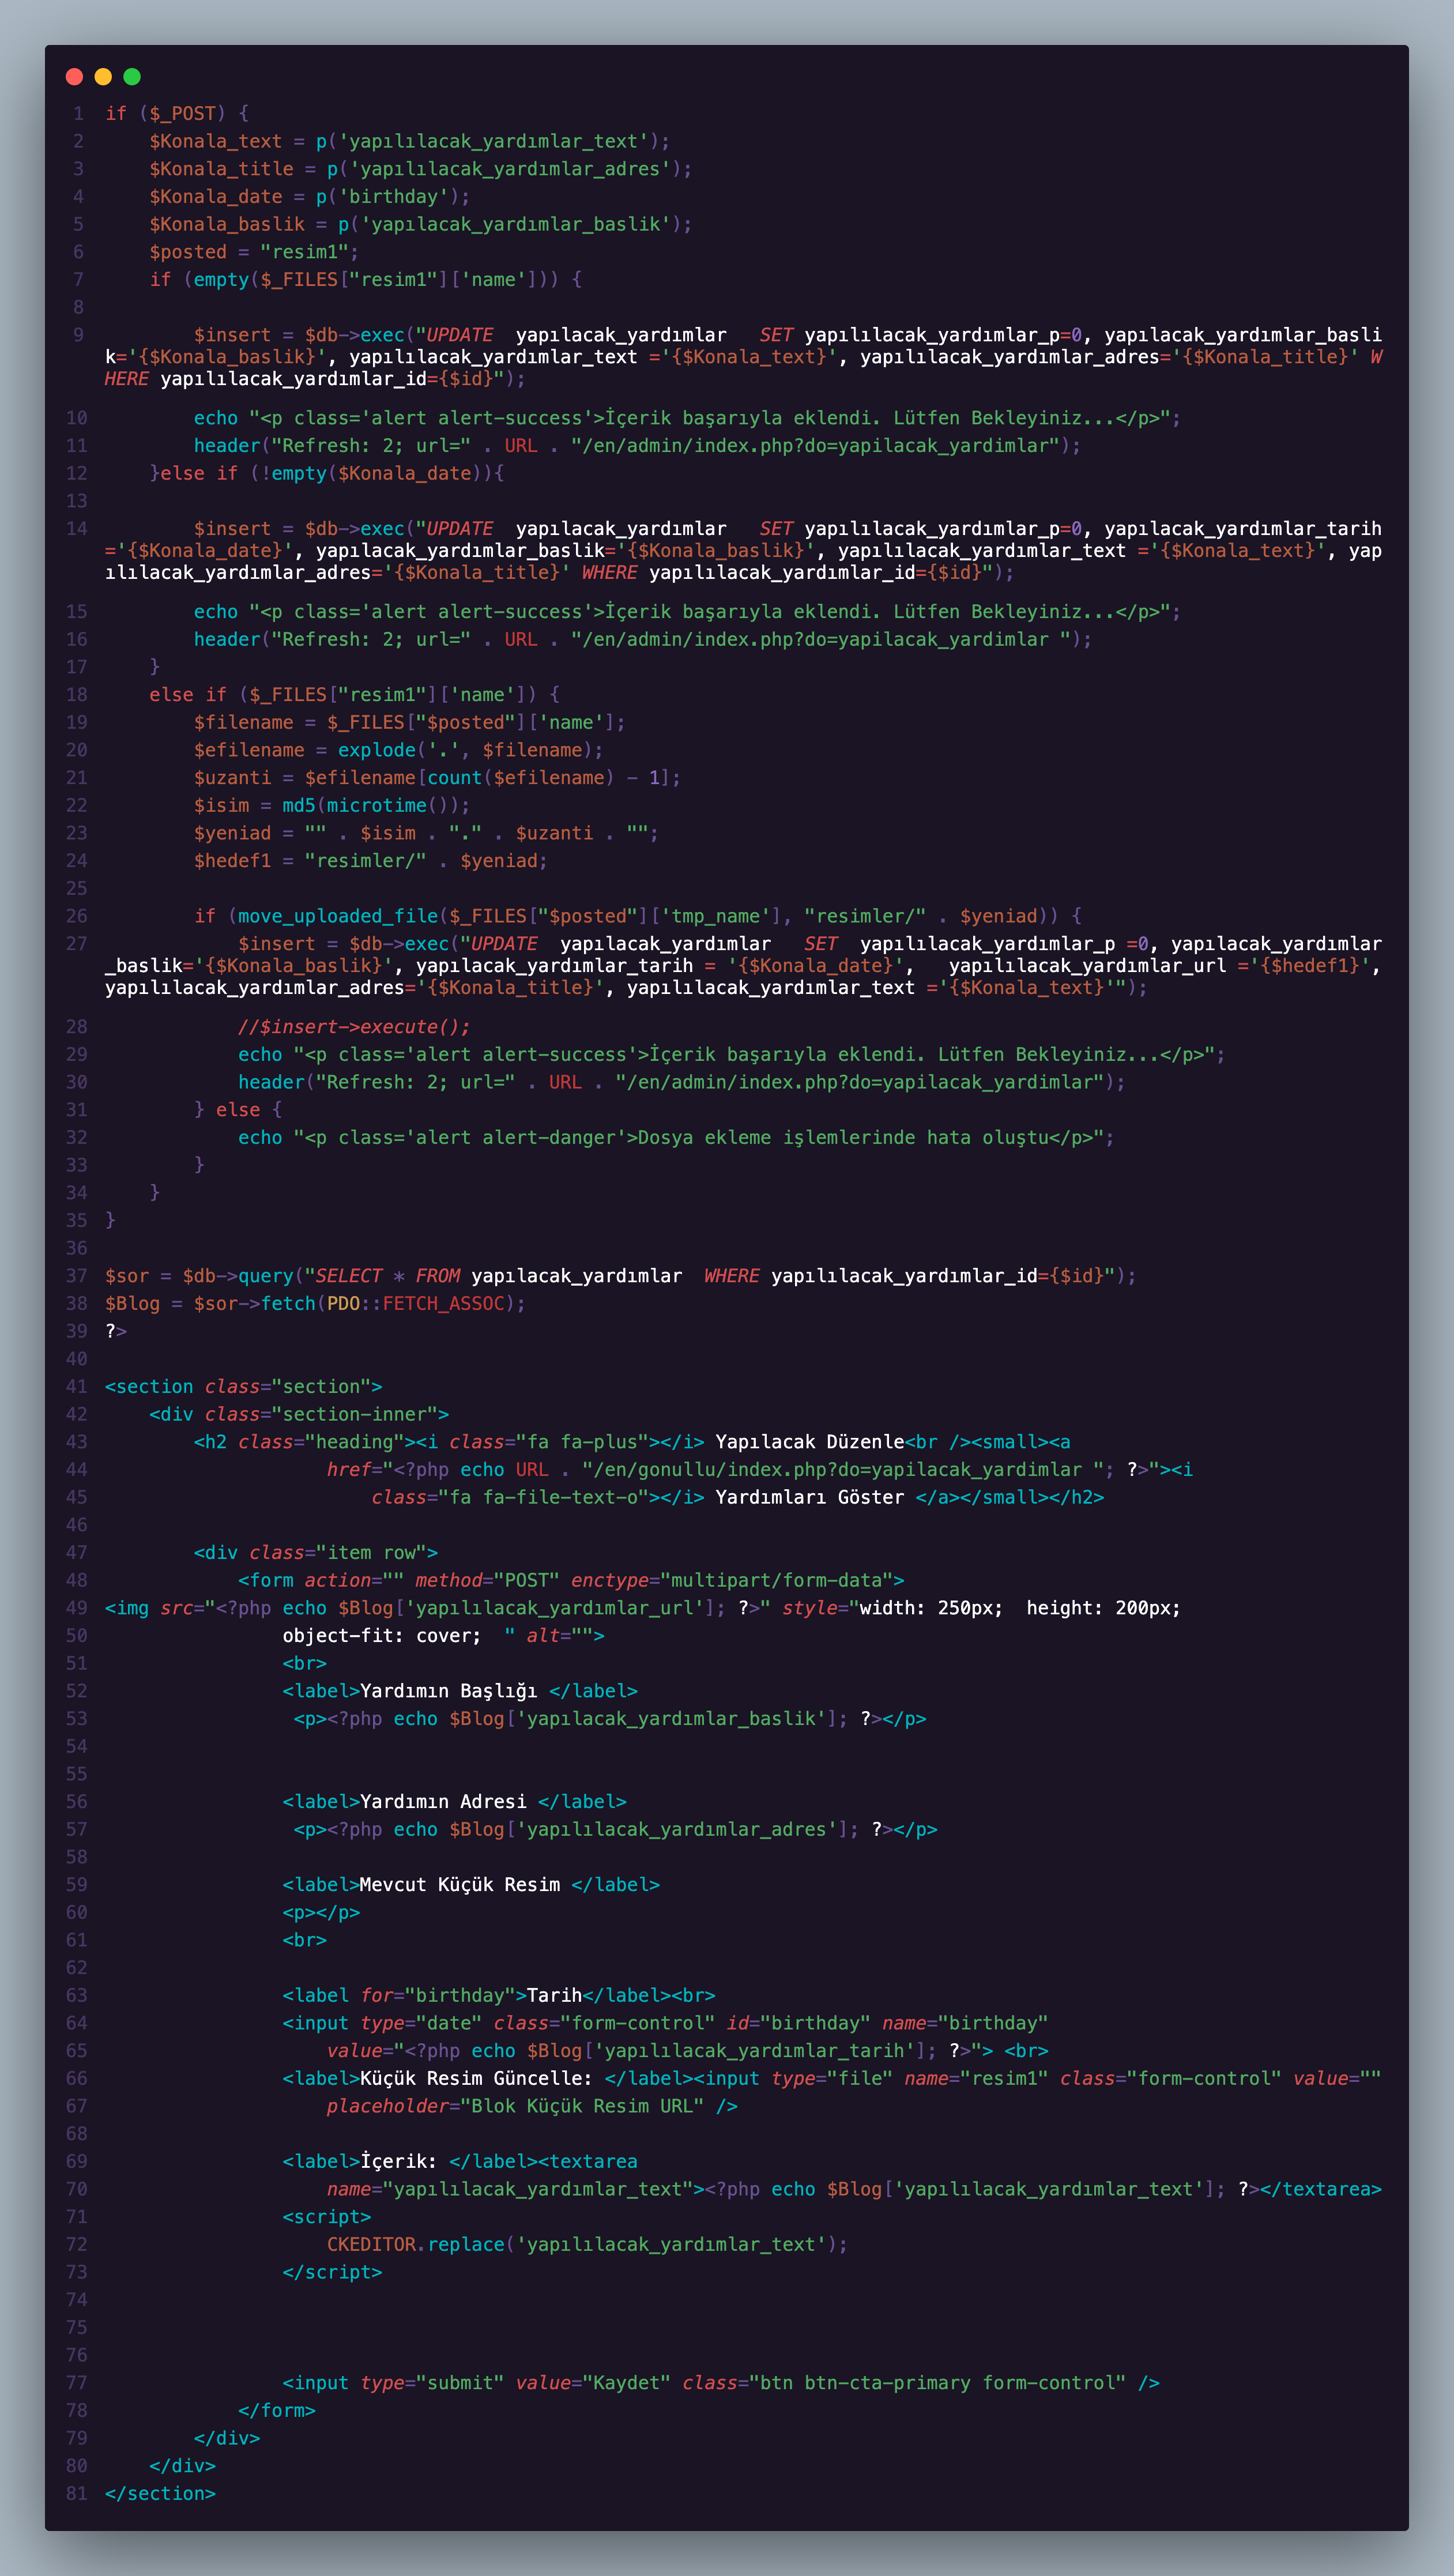 1 if ($_POST) {
2     $Konala_text = p('yapılılacak_yardımlar_text');
3     $Konala_title = p('yapılılacak_yardımlar_adres');
4     $Konala_date = p('birthday');
5     $Konala_baslik = p('yapılacak_yardımlar_baslik');
6     $posted = "resim1";
7     if (empty($_FILES["resim1"]['name'])) {
8
9         $insert = $db->exec("UPDATE  yapılacak_yardımlar   SET yapılılacak_yardımlar_p=0, yapılacak_yardımlar_basli
k='{$Konala_baslik}', yapılılacak_yardımlar_text ='{$Konala_text}', yapılılacak_yardımlar_adres='{$Konala_title}' W
HERE yapılılacak_yardımlar_id={$id}");
10         echo "<p class='alert alert-success'>İçerik başarıyla eklendi. Lütfen Bekleyiniz...</p>";
11         header("Refresh: 2; url=" . URL . "/en/admin/index.php?do=yapilacak_yardimlar");
12     }else if (!empty($Konala_date)){
13
14         $insert = $db->exec("UPDATE  yapılacak_yardımlar   SET yapılılacak_yardımlar_p=0, yapılılacak_yardımlar_tarih
='{$Konala_date}', yapılacak_yardımlar_baslik='{$Konala_baslik}', yapılılacak_yardımlar_text ='{$Konala_text}', yap
ılılacak_yardımlar_adres='{$Konala_title}' WHERE yapılılacak_yardımlar_id={$id}");
15         echo "<p class='alert alert-success'>İçerik başarıyla eklendi. Lütfen Bekleyiniz...</p>";
16         header("Refresh: 2; url=" . URL . "/en/admin/index.php?do=yapilacak_yardimlar ");
17     }
18     else if ($_FILES["resim1"]['name']) {
19         $filename = $_FILES["$posted"]['name'];
20         $efilename = explode('.', $filename);
21         $uzanti = $efilename[count($efilename) - 1];
22         $isim = md5(microtime());
23         $yeniad = "" . $isim . "." . $uzanti . "";
24         $hedef1 = "resimler/" . $yeniad;
25
26         if (move_uploaded_file($_FILES["$posted"]['tmp_name'], "resimler/" . $yeniad)) {
27             $insert = $db->exec("UPDATE  yapılacak_yardımlar   SET  yapılılacak_yardımlar_p =0, yapılacak_yardımlar
_baslik='{$Konala_baslik}', yapılılacak_yardımlar_tarih = '{$Konala_date}',   yapılılacak_yardımlar_url ='{$hedef1}',
yapılılacak_yardımlar_adres='{$Konala_title}', yapılılacak_yardımlar_text ='{$Konala_text}'");
28             //$insert->execute();
29             echo "<p class='alert alert-success'>İçerik başarıyla eklendi. Lütfen Bekleyiniz...</p>";
30             header("Refresh: 2; url=" . URL . "/en/admin/index.php?do=yapilacak_yardimlar");
31         } else {
32             echo "<p class='alert alert-danger'>Dosya ekleme işlemlerinde hata oluştu</p>";
33         }
34     }
35 }
36
37 $sor = $db->query("SELECT * FROM yapılacak_yardımlar  WHERE yapılılacak_yardımlar_id={$id}");
38 $Blog = $sor->fetch(PDO::FETCH_ASSOC);
39 ?>
40
41 <section class="section">
42     <div class="section-inner">
43         <h2 class="heading"><i class="fa fa-plus"></i> Yapılacak Düzenle<br /><small><a
44                     href="<?php echo URL . "/en/gonullu/index.php?do=yapilacak_yardimlar "; ?>"><i
45                         class="fa fa-file-text-o"></i> Yardımları Göster </a></small></h2>
46
47         <div class="item row">
48             <form action="" method="POST" enctype="multipart/form-data">
49 <img src="<?php echo $Blog['yapılılacak_yardımlar_url']; ?>" style="width: 250px;  height: 200px;
50                 object-fit: cover;  " alt="">
51                 <br>
52                 <label>Yardımın Başlığı </label>
53                  <p><?php echo $Blog['yapılacak_yardımlar_baslik']; ?></p>
54
55
56                 <label>Yardımın Adresi </label>
57                  <p><?php echo $Blog['yapılılacak_yardımlar_adres']; ?></p>
58
59                 <label>Mevcut Küçük Resim </label>
60                 <p></p>
61                 <br>
62
63                 <label for="birthday">Tarih</label><br>
64                 <input type="date" class="form-control" id="birthday" name="birthday"
65                     value="<?php echo $Blog['yapılılacak_yardımlar_tarih']; ?>"> <br>
66                 <label>Küçük Resim Güncelle: </label><input type="file" name="resim1" class="form-control" value=""
67                     placeholder="Blok Küçük Resim URL" />
68
69                 <label>İçerik: </label><textarea
70                     name="yapılılacak_yardımlar_text"><?php echo $Blog['yapılılacak_yardımlar_text']; ?></textarea>
71                 <script>
72                     CKEDITOR.replace('yapılılacak_yardımlar_text');
73                 </script>
74
75
76
77                 <input type="submit" value="Kaydet" class="btn btn-cta-primary form-control" />
78             </form>
79         </div>
80     </div>
81 </section>